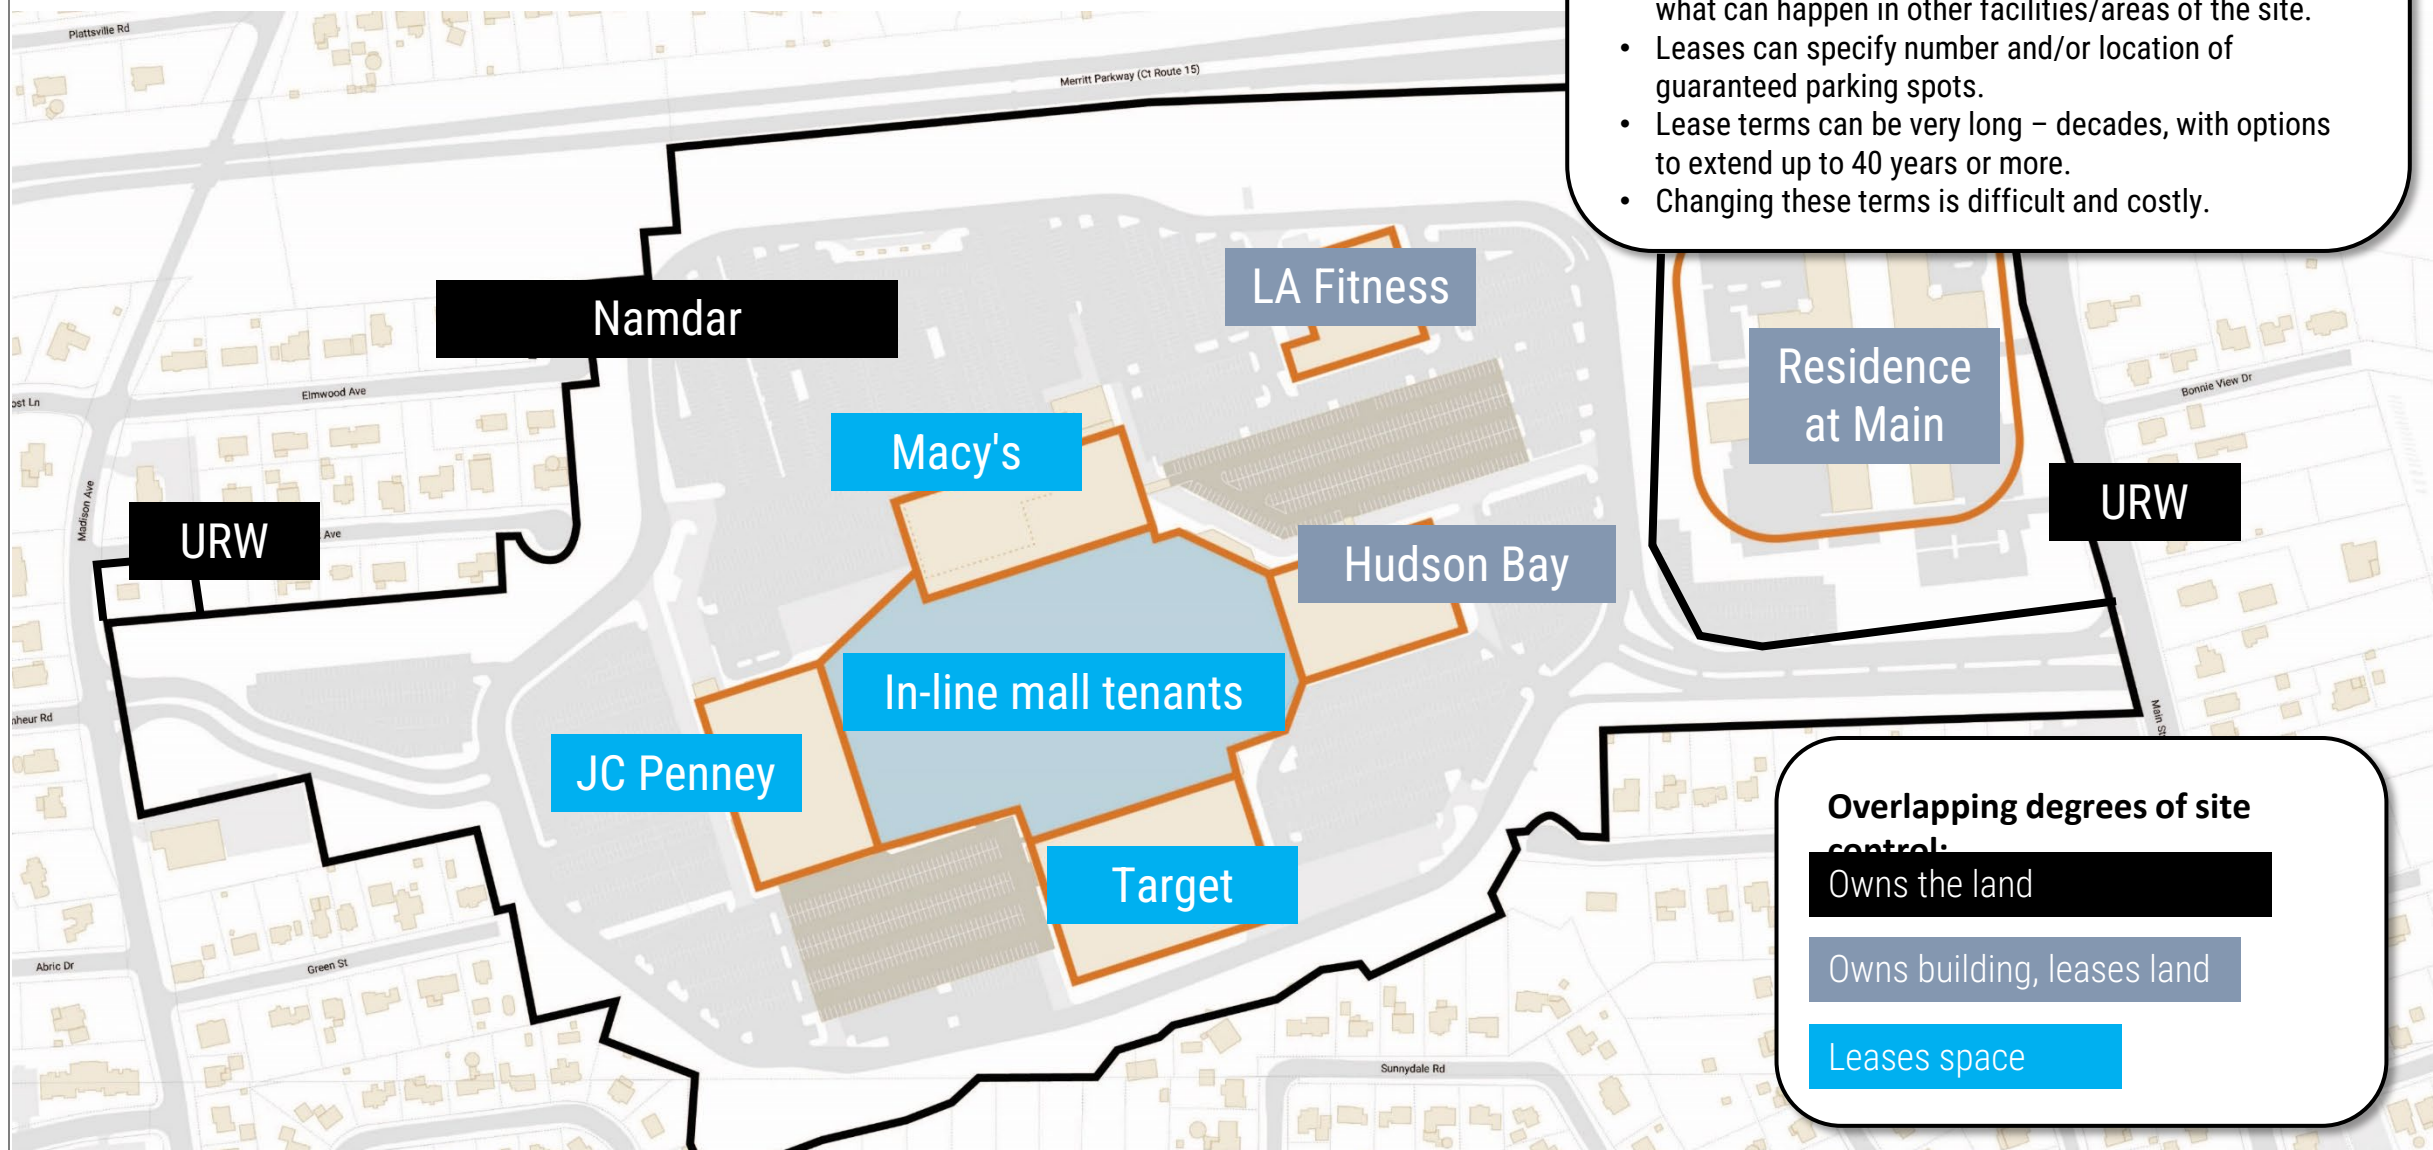 what can happen in other facilities/areas of the site.
• Leases can specify number and/or location of
guaranteed parking spots.
• Lease terms can be very long – decades, with options
to extend up to 40 years or more.
• Changing these terms is difficult and costly.
Plattsville Rd
Merritt Parkway (Ct Route 15)
LA Fitness
Namdar
Residence
at Main
Bonnie View Dr
Elmwood Ave
ost Ln
Macy's
Madison Ave
URW
Ave
URW
Hudson Bay
In-line mall tenants
nheur Rd
Main St
JC Penney
Target
Overlapping degrees of site
control:
Owns the land
Owns building, leases land
Leases space
Abric Dr
Green St
Sunnydale Rd